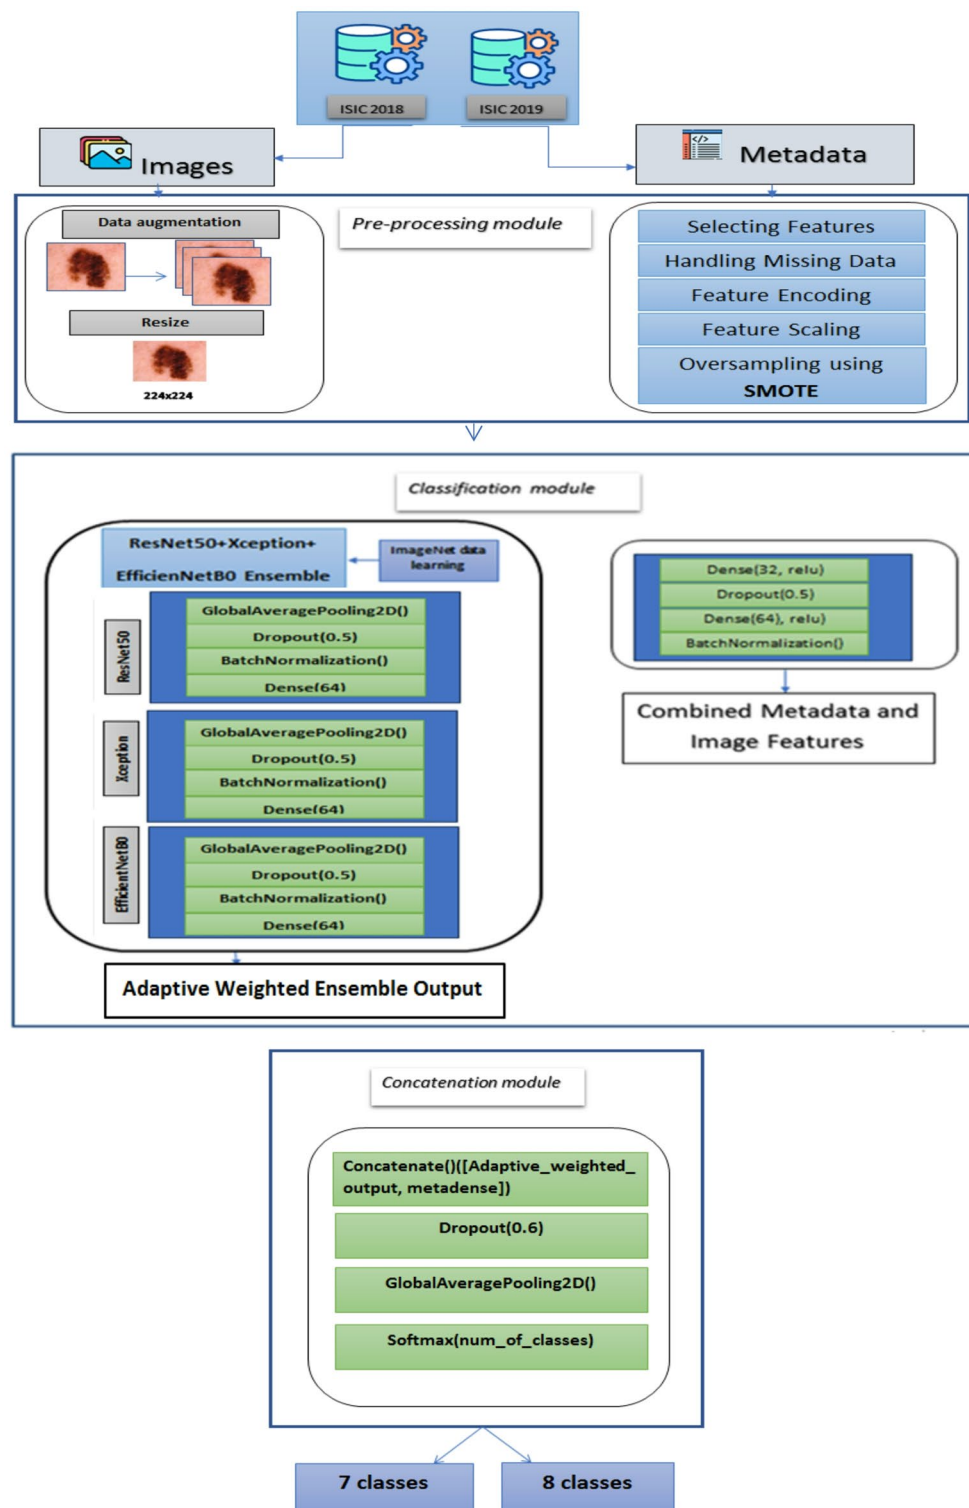 ISIC 2018
ISIC 2019
Images
Metadata
Pre-processing module
Data augmentation
Resize
224x224
Selecting Features
Handling Missing Data
Feature Encoding
Feature Scaling
Oversampling using
SMOTE
Classification module
ResNet50+Xception+
EfficienNetB0 Ensemble
ImageNet data
learning
ResNet50
GlobalAveragePooling2D()
Dropout(0.5)
BatchNormalization()
Dense(64)
Xception
GlobalAveragePooling2D()
Dropout(0.5)
BatchNormalization()
Dense(64)
EfficientNetB0
GlobalAveragePooling2D()
Dropout(0.5)
BatchNormalization()
Dense(64)
Adaptive Weighted Ensemble Output
Dense(32, relu)
Dropout(0.5)
Dense(64), relu)
BatchNormalization()
Combined Metadata and
Image Features
Concatenation module
Concatenate()([Adaptive_weighted_
output, metadense])
Dropout(0.6)
GlobalAveragePooling2D()
Softmax(num_of_classes)
7 classes
8 classes